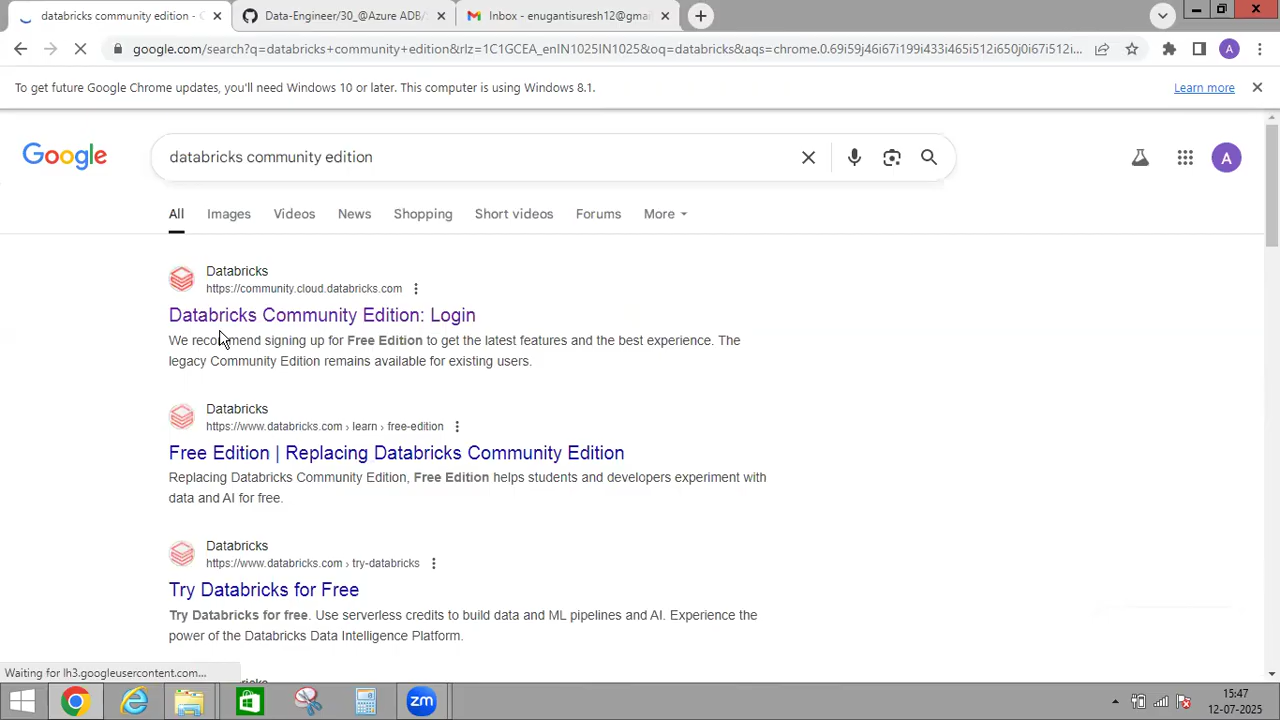 databricks community edition - G
Data-Engineer/30_@Azure ADB/
Inbox - enugantisuresh12@gmai
google.com/search?q=databricks+community+edition&rlz=1C1GCEA_enIN1025IN1025&oq=databricks&aqs=chrome.0.69i59j46i67i199i433i465i512i650j0i67i512i...
A
To get future Google Chrome updates, you'll need Windows 10 or later. This computer is using Windows 8.1.
Learn more
Google
databricks community edition
A
All
Images
Videos
News
Shopping
Short videos
Forums
More
Databricks
https://community.cloud.databricks.com
Databricks Community Edition: Login
We recommend signing up for Free Edition to get the latest features and the best experience. The
legacy Community Edition remains available for existing users.
Databricks
https://www.databricks.com › learn › free-edition
Free Edition | Replacing Databricks Community Edition
Replacing Databricks Community Edition, Free Edition helps students and developers experiment with
data and AI for free.
Databricks
https://www.databricks.com › try-databricks
Try Databricks for Free
Try Databricks for free. Use serverless credits to build data and ML pipelines and AI. Experience the
power of the Databricks Data Intelligence Platform.
Waiting for lh3.googleusercontent.com...
zm
15:47
12-07-2025